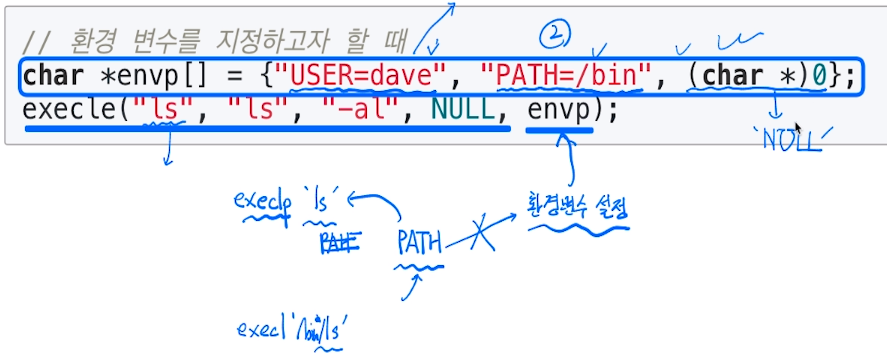 // 환경 변수를 지정하고자 할 때
②
char *envp[] = {"USER=dave", "PATH=/bin", (char *)0};
execle("ls", "ls", "-al", NULL, envp);
'NULL'
execlp 'ls'
환경변수 설정
PATH
execl '/bin/ls'